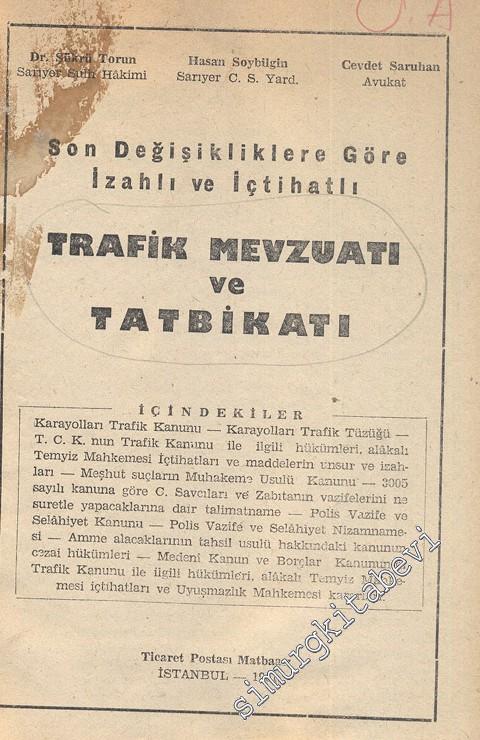 O.A
Dr. Şükrü Torun
Sarıyer Sulh Hâkimi
Hasan Soybilgin
Sarıyer C. S. Yard.
Cevdet Saruhan
Avukat
Son Değişikliklere Göre
İzahlı ve İçtihatlı
TRAFİK MEVZUATI
ve
TATBİKATI
İÇİNDEKİLER
Karayolları Trafik Kanunu — Karayolları Trafik Tüzüğü —
T. C. K. nun Trafik Kanunu ile ilgili hükümleri, alâkalı
Temyiz Mahkemesi İçtihatları ve maddelerin unsur ve izah-
ları — Meşhut suçların Muhakeme Usulü Kanunu — 3005
sayılı kanuna göre C. Savcıları ve Zabıtanın vazifelerini ne
suretle yapacaklarına dair talimatname — Polis Vazife ve
Selâhiyet Kanunu — Polis Vazife ve Selâhiyet Nizamname-
si — Amme alacaklarının tahsil usulü hakkındaki kanunun
cezai hükümleri — Medeni Kanun ve Borçlar Kanununun
Trafik Kanunu ile ilgili hükümleri, alâkalı Temyiz Mahke-
mesi içtihatları ve Uyuşmazlık Mahkemesi
Ticaret Postası Matbaası
İSTANBUL —
simurgkitabevi